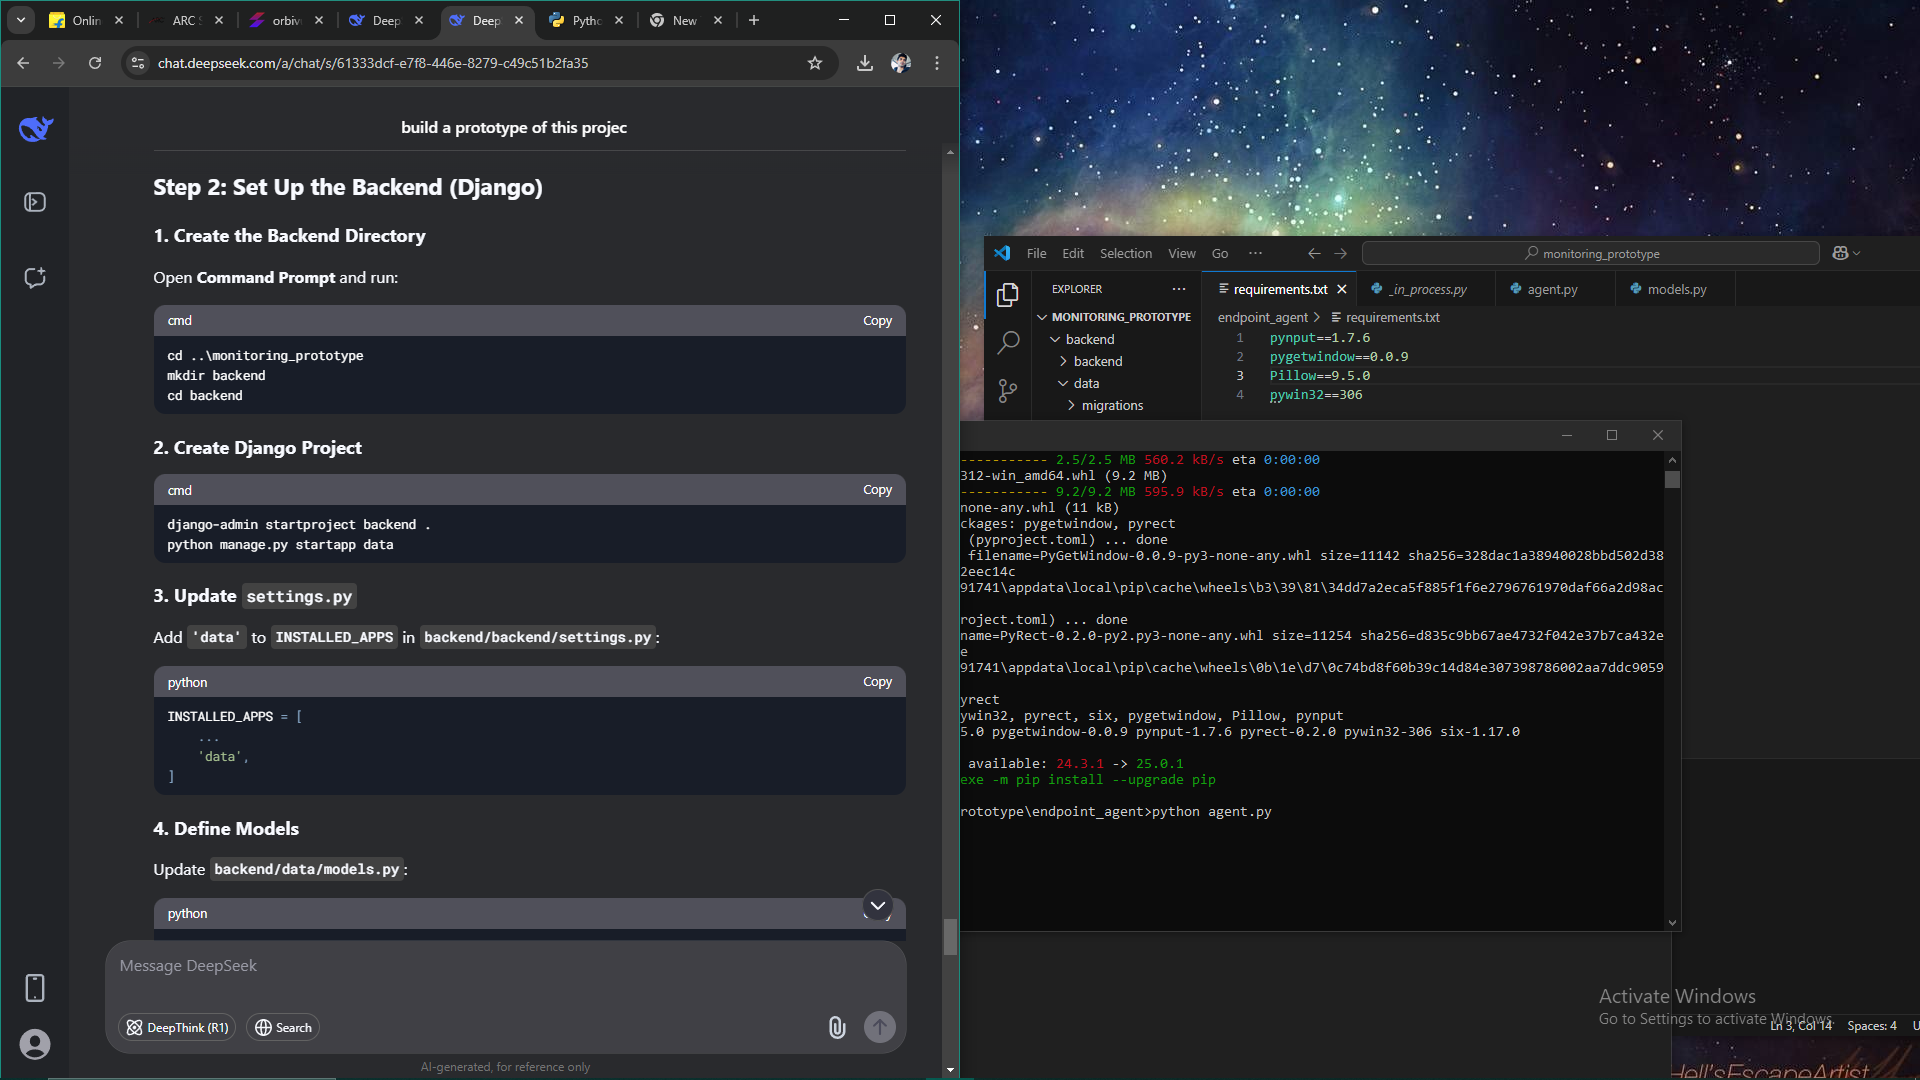 Onlin
ARC S
orbiv
Deep
Deep
Pytho
New
chat.deepseek.com/a/chat/s/61333dcf-e7f8-446e-8279-c49c51b2fa35
build a prototype of this projec
Step 2: Set Up the Backend (Django)
1. Create the Backend Directory
Open Command Prompt and run:
cmd
Copy
cd ..\monitoring_prototype
mkdir backend
cd backend
2. Create Django Project
cmd
Copy
django-admin startproject backend .
python manage.py startapp data
3. Update settings.py
Add 'data' to INSTALLED_APPS in backend/backend/settings.py:
python
Copy
INSTALLED_APPS = [
...
'data',
]
4. Define Models
Update backend/data/models.py:
python
Message DeepSeek
DeepThink (R1)
Search
AI-generated, for reference only
File Edit Selection View Go ···
monitoring_prototype
EXPLORER
requirements.txt
_in_process.py
agent.py
models.py
MONITORING_PROTOTYPE
backend
backend
data
migrations
endpoint_agent > requirements.txt
1 pynput==1.7.6
2 pygetwindow==0.0.9
3 Pillow==9.5.0
4 pywin32==306
----------- 2.5/2.5 MB 560.2 kB/s eta 0:00:00
312-win_amd64.whl (9.2 MB)
----------- 9.2/9.2 MB 595.9 kB/s eta 0:00:00
none-any.whl (11 kB)
ckages: pygetwindow, pyrect
(pyproject.toml) ... done
filename=PyGetWindow-0.0.9-py3-none-any.whl size=11142 sha256=328dac1a38940028bbd502d38
2eec14c
91741\appdata\local\pip\cache\wheels\b3\39\81\34dd7a2eca5f885f1f6e2796761970daf66a2d98ac
roject.toml) ... done
name=PyRect-0.2.0-py2.py3-none-any.whl size=11254 sha256=d835c9bb67ae4732f042e37b7ca432e
e
91741\appdata\local\pip\cache\wheels\0b\1e\d7\0c74bd8f60b39c14d84e307398786002aa7ddc9059
yrect
ywin32, pyrect, six, pygetwindow, Pillow, pynput
5.0 pygetwindow-0.0.9 pynput-1.7.6 pyrect-0.2.0 pywin32-306 six-1.17.0
available: 24.3.1 -> 25.0.1
exe -m pip install --upgrade pip
rototype\endpoint_agent>python agent.py
Activate Windows
Go to Settings to activate Windows.
Ln 3, Col 14 Spaces: 4 U
Hell'sEscapeArtist